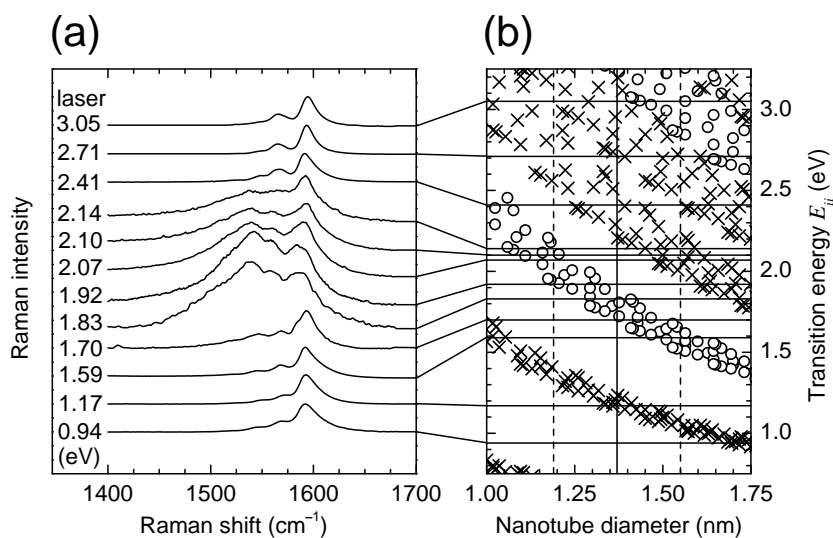 (a)
(b)
laser
3.05
2.71
2.41
2.14
2.10
2.07
1.92
1.83
1.70
1.59
1.17
0.94
(eV)
Raman intensity
1400 1500 1600 1700
Raman shift (cm⁻¹)
3.0
2.5
2.0
1.5
1.0
Transition energy E_ii (eV)
1.00 1.25 1.50 1.75
Nanotube diameter (nm)